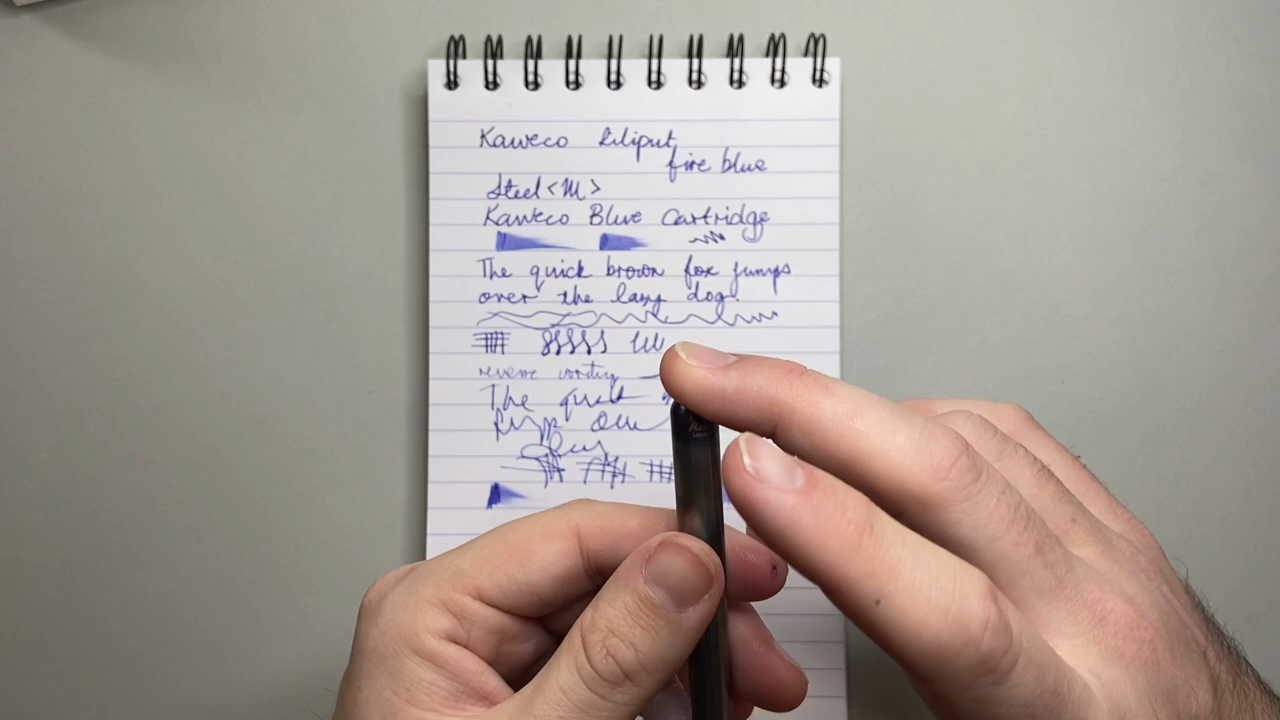 Kaweco Liliput
fire blue
Steel <M>
Kaweco Blue Cartridge
The quick brown fox jumps
over the lazy dog.
reverse writing
The quick